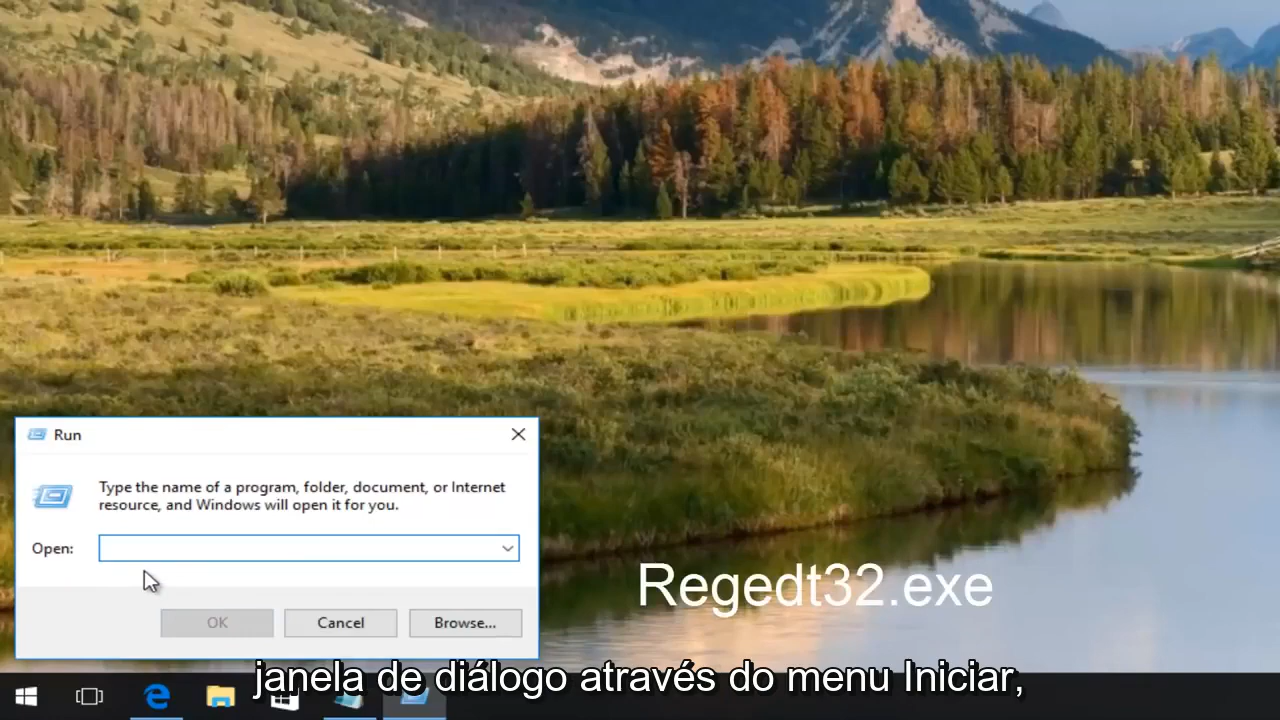 Run
Type the name of a program, folder, document, or Internet
resource, and Windows will open it for you.
Open:
OK
Cancel
Browse...
Regedt32.exe
janela de diálogo através do menu Iniciar,